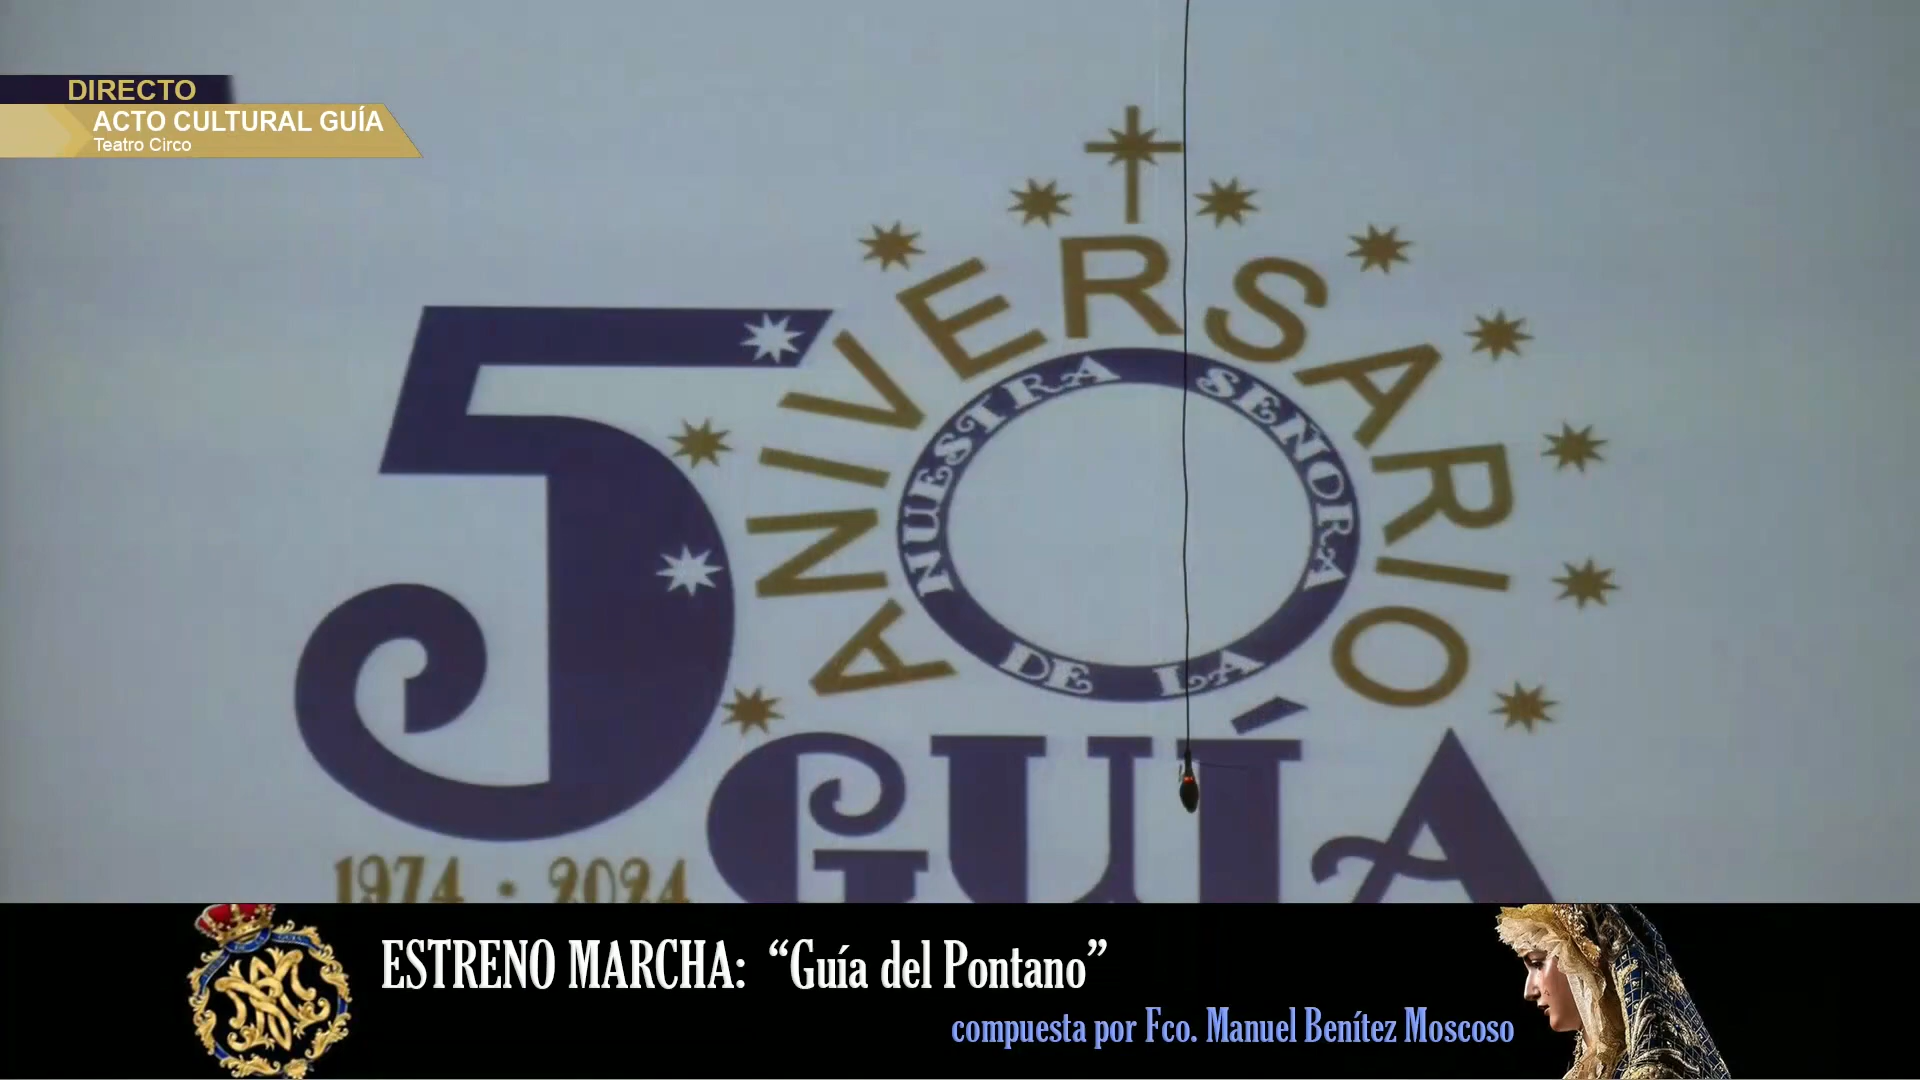 DIRECTO
ACTO CULTURAL GUÍA
Teatro Circo
50
ANIVERSARIO
NUESTRA SEÑORA
DE LA
GUÍA
1974 · 2024
ESTRENO MARCHA: “Guía del Pontano”
compuesta por Fco. Manuel Benítez Moscoso